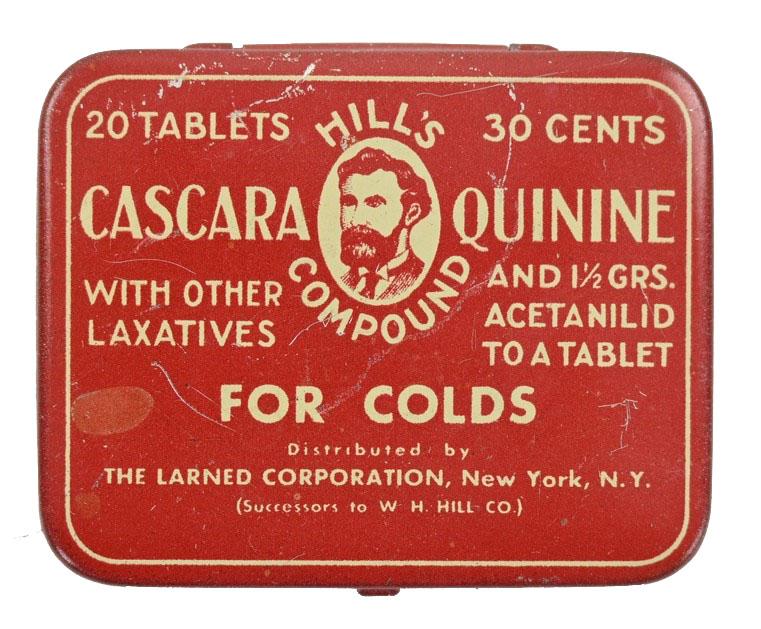 20 TABLETS
HILL'S
30 CENTS
CASCARA
QUININE
COMPOUND
WITH OTHER
LAXATIVES
AND 1½ GRS.
ACETANILID
TO A TABLET
FOR COLDS
Distributed by
THE LARNED CORPORATION, New York, N.Y.
(Successors to W. H. HILL CO.)